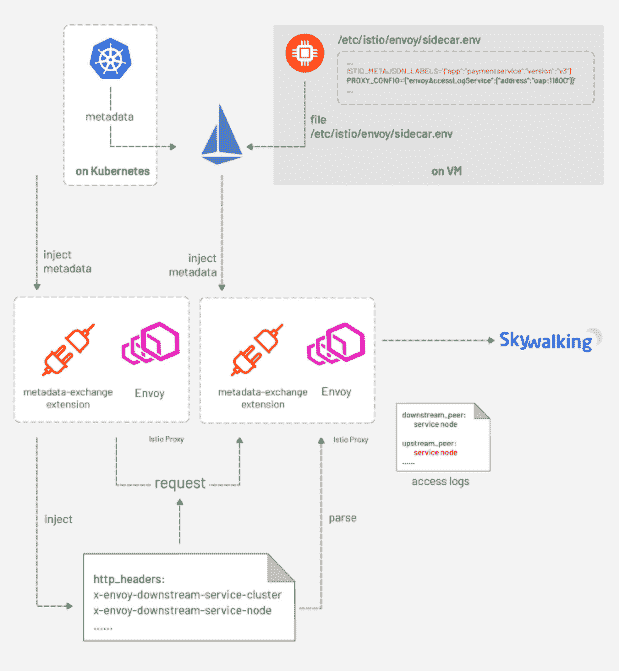 /etc/istio/envoy/sidecar.env
...
ISTIO_METAJSON_LABELS='{"app":"paymentservice","version":"v3"}'
PROXY_CONFIG='{"envoyAccessLogService":{"address":"oap:11800"}}'
...
metadata
file
/etc/istio/envoy/sidecar.env
on Kubernetes
on VM
inject
metadata
inject
metadata
metadata-exchange
extension
Envoy
metadata-exchange
extension
Envoy
Skywalking
Istio Proxy
Istio Proxy
downstream_peer:
service node
upstream_peer:
service node
......
access logs
request
inject
parse
http_headers:
x-envoy-downstream-service-cluster
x-envoy-downstream-service-node
......